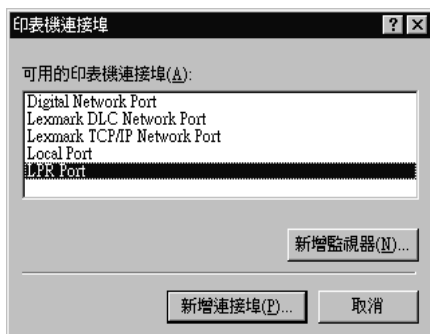 印表機連接埠
可用的印表機連接埠(A):
Digital Network Port
Lexmark DLC Network Port
Lexmark TCP/IP Network Port
Local Port
LPR Port
新增監視器(N)...
新增連接埠(P)...
取消